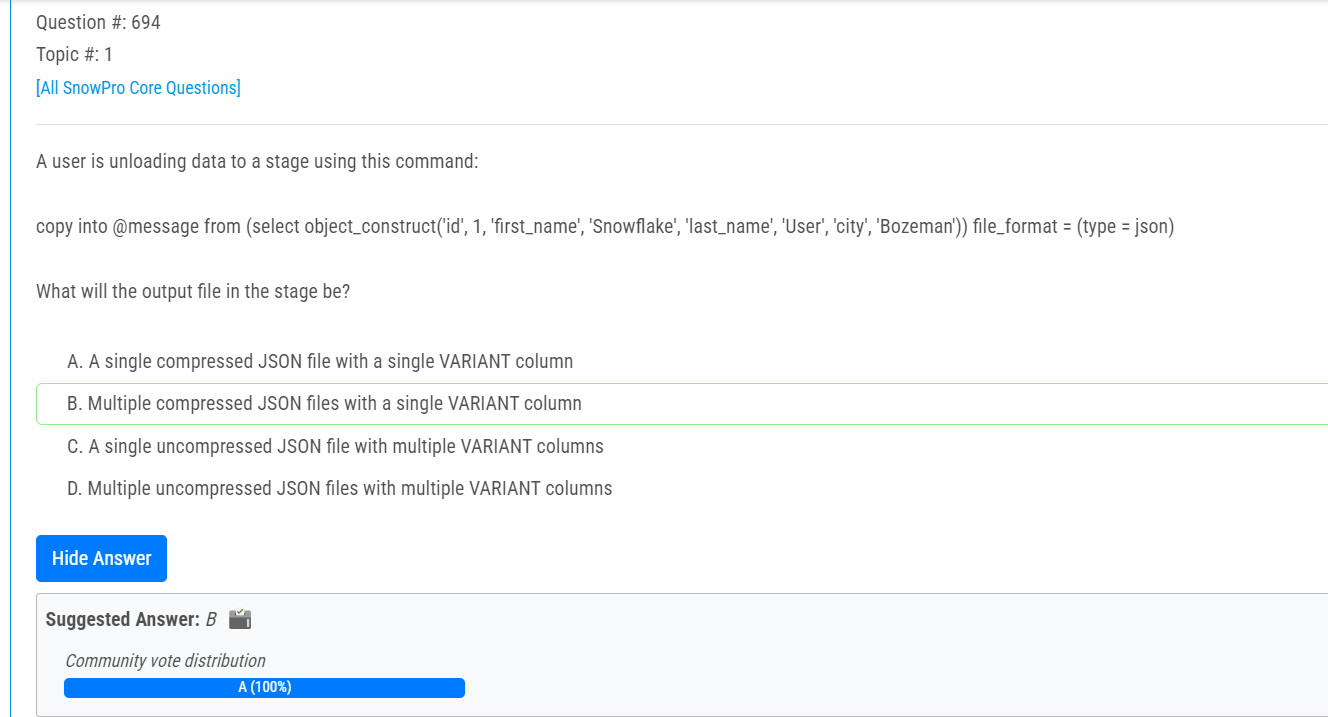 Question #: 694
Topic #: 1
[All SnowPro Core Questions]
A user is unloading data to a stage using this command:
copy into @message from (select object_construct('id', 1, 'first_name', 'Snowflake', 'last_name', 'User', 'city', 'Bozeman')) file_format = (type = json)
What will the output file in the stage be?
A. A single compressed JSON file with a single VARIANT column
B. Multiple compressed JSON files with a single VARIANT column
C. A single uncompressed JSON file with multiple VARIANT columns
D. Multiple uncompressed JSON files with multiple VARIANT columns
Hide Answer
Suggested Answer: B
Community vote distribution
A (100%)